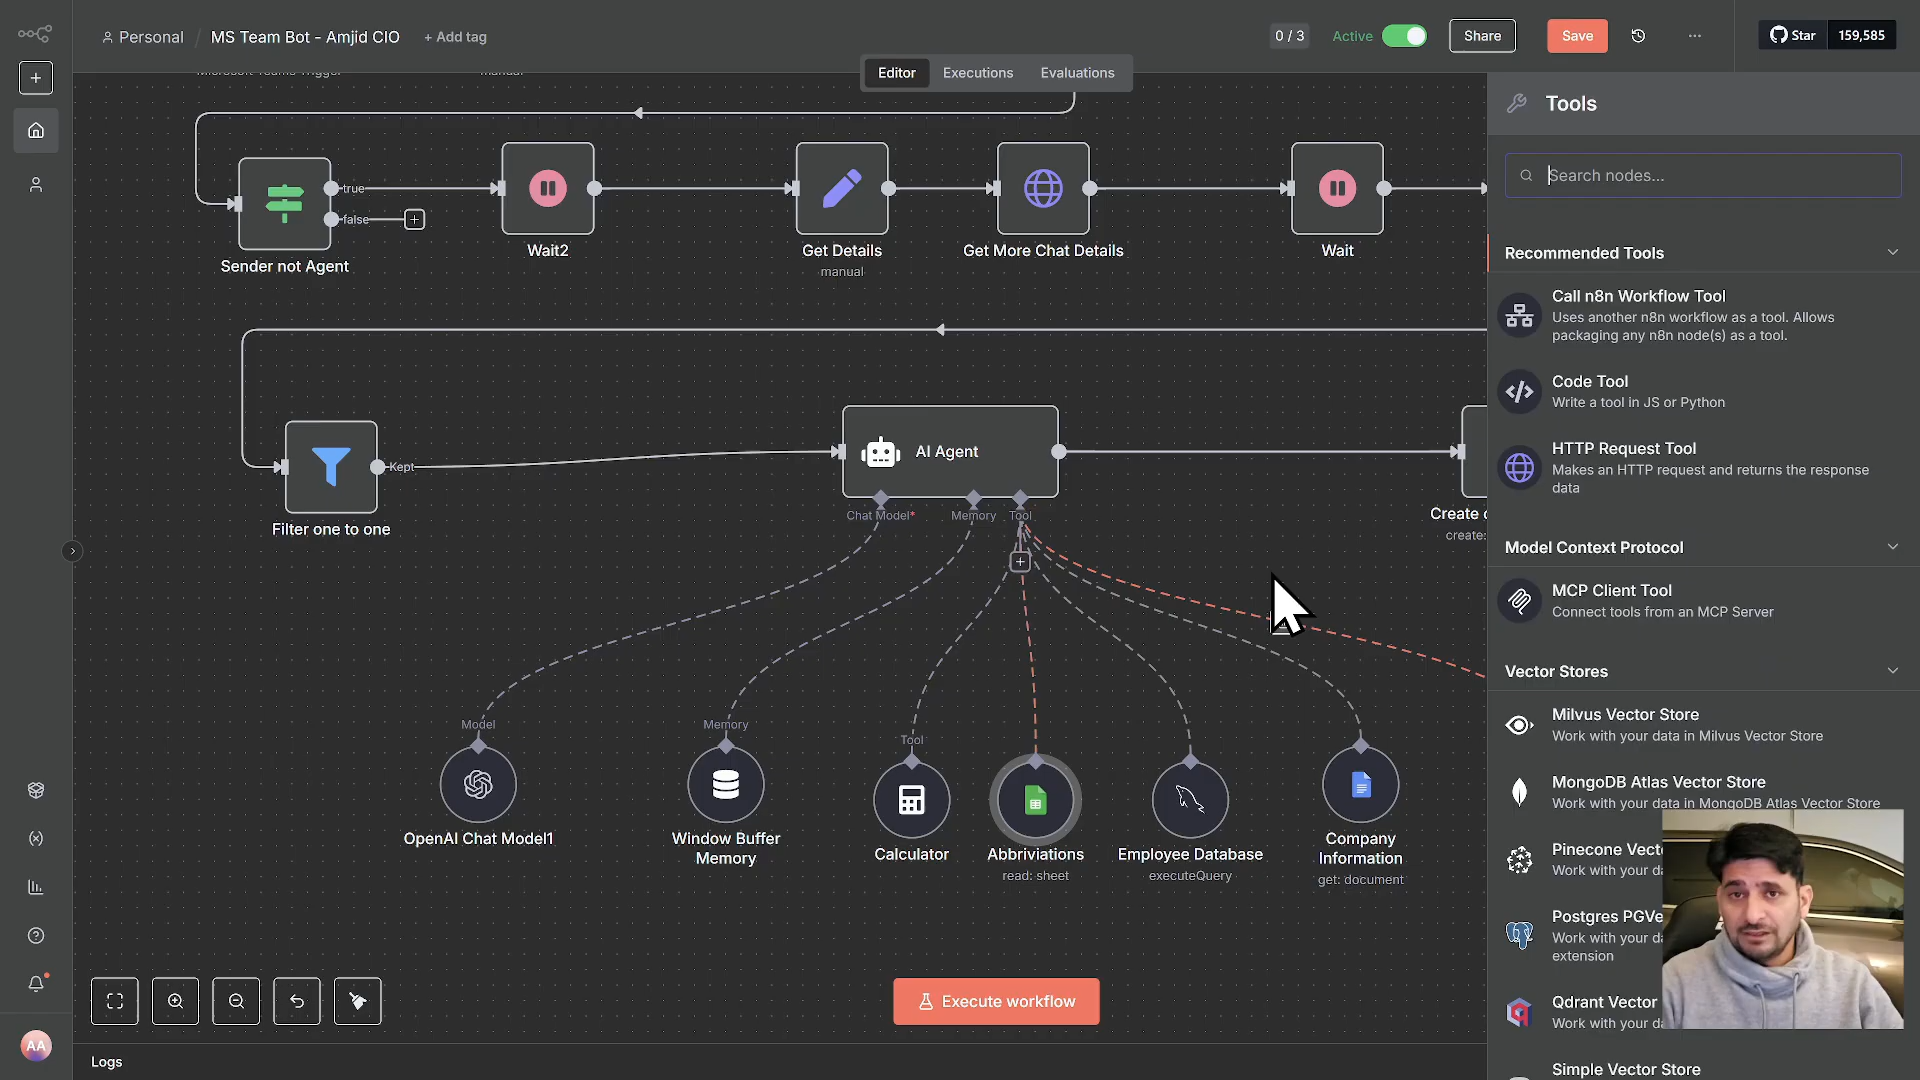 Personal / MS Team Bot - Amjid CIO + Add tag
0 / 3
Active
Share
Save
Star 159,585
Editor Executions Evaluations
manual
true
false
Sender not Agent
Wait2
Get Details
manual
Get More Chat Details
Wait
Kept
Filter one to one
AI Agent
Chat Model*
Memory
Tool
create:
Model
Memory
Tool
OpenAI Chat Model1
Window Buffer
Memory
Calculator
Abbriviations
read: sheet
Employee Database
executeQuery
Company
Information
get: document
Execute workflow
Logs
AA
Tools
Search nodes...
Recommended Tools
Call n8n Workflow Tool
Uses another n8n workflow as a tool. Allows
packaging any n8n node(s) as a tool.
Code Tool
Write a tool in JS or Python
HTTP Request Tool
Makes an HTTP request and returns the response
data
Model Context Protocol
MCP Client Tool
Connect tools from an MCP Server
Vector Stores
Milvus Vector Store
Work with your data in Milvus Vector Store
MongoDB Atlas Vector Store
Work with your data in MongoDB Atlas Vector Store
Pinecone
Work with your
Postgres
Work with your
extension
Qdrant Vector
Work with your
Simple Vector Store